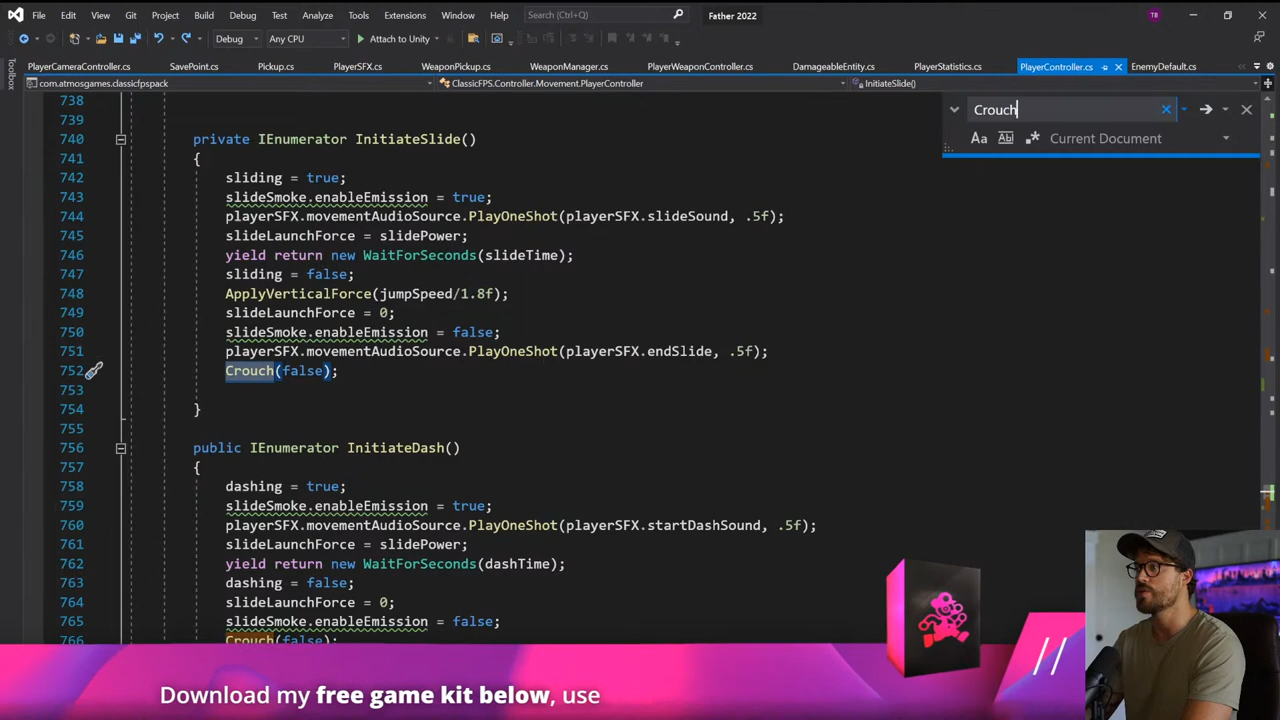 File Edit View Git Project Build Debug Test Analyze Tools Extensions Window Help Search (Ctrl+Q) Father 2022 TB
Debug Any CPU Attach to Unity
PlayerCameraController.cs SavePoint.cs Pickup.cs PlayerSFX.cs WeaponPickup.cs WeaponManager.cs PlayerWeaponController.cs DamageableEntity.cs PlayerStatistics.cs PlayerController.cs EnemyDefault.cs
Toolbox
com.atmosgames.classicfpspack ClassicFPS.Controller.Movement.PlayerController InitiateSlide()
Crouch
Aa Ab .* Current Document
738
739
740 private IEnumerator InitiateSlide()
741 {
742 sliding = true;
743 slideSmoke.enableEmission = true;
744 playerSFX.movementAudioSource.PlayOneShot(playerSFX.slideSound, .5f);
745 slideLaunchForce = slidePower;
746 yield return new WaitForSeconds(slideTime);
747 sliding = false;
748 ApplyVerticalForce(jumpSpeed/1.8f);
749 slideLaunchForce = 0;
750 slideSmoke.enableEmission = false;
751 playerSFX.movementAudioSource.PlayOneShot(playerSFX.endSlide, .5f);
752 Crouch(false);
753
754 }
755
756 public IEnumerator InitiateDash()
757 {
758 dashing = true;
759 slideSmoke.enableEmission = true;
760 playerSFX.movementAudioSource.PlayOneShot(playerSFX.startDashSound, .5f);
761 slideLaunchForce = slidePower;
762 yield return new WaitForSeconds(dashTime);
763 dashing = false;
764 slideLaunchForce = 0;
765 slideSmoke.enableEmission = false;
766 Crouch(false);
//
Download my free game kit below, use